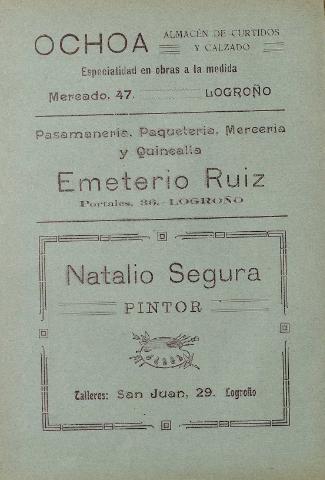 OCHOA
ALMACÉN DE CURTIDOS
Y CALZADO
Especialidad en obras a la medida
Mercado, 47. LOGROÑO
Pasamanería, Paquetería, Mercería
y Quincalla
Emeterio Ruiz
Portales, 36.-LOGROÑO
Natalio Segura
PINTOR
Talleres: San Juan, 29. Logroño